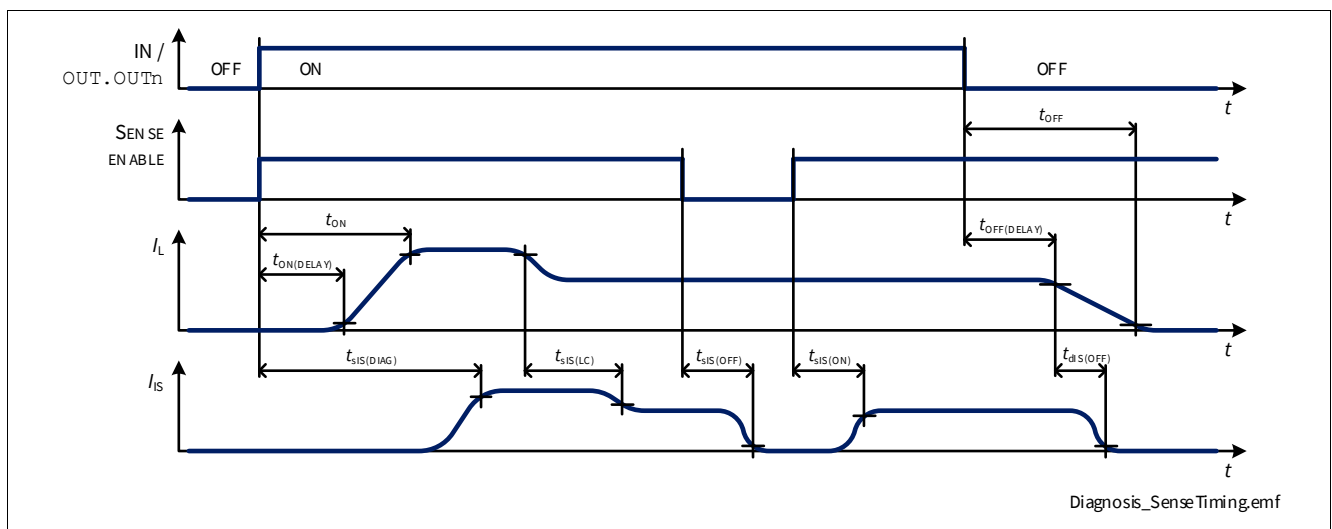 IN /
OUT.OUTn
OFF
ON
OFF
t
tOFF
SENSE
ENABLE
t
tON
tOFF(DELAY)
IL
tON(DELAY)
t
tsIS(DIAG)
tsIS(LC)
tsIS(OFF)
tsIS(ON)
tdIS(OFF)
IIS
t
Diagnosis_SenseTiming.emf